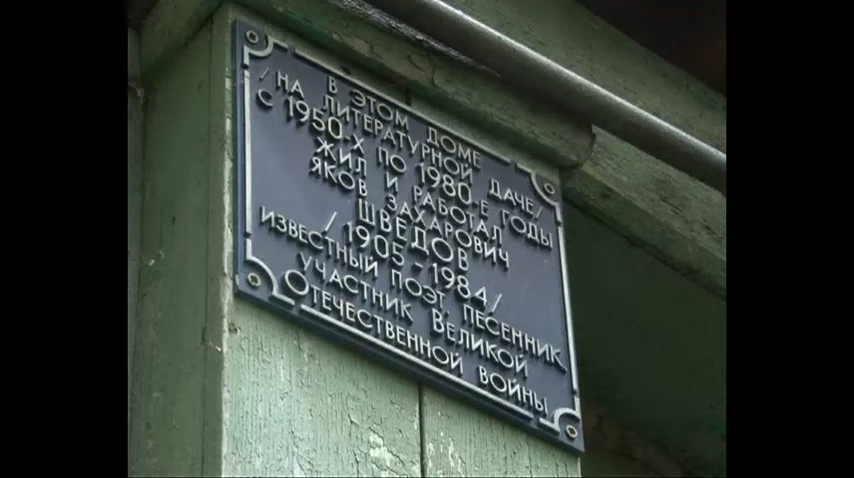 В ЭТОМ ДОМЕ
/НА ЛИТЕРАТУРНОЙ ДАЧЕ/
С 1950-Х ПО 1980-Е ГОДЫ
ЖИЛ И РАБОТАЛ
ЯКОВ ЗАХАРОВИЧ
ШВЕДОВ
/1905-1984/
ИЗВЕСТНЫЙ ПОЭТ, ПЕСЕННИК,
УЧАСТНИК ВЕЛИКОЙ
ОТЕЧЕСТВЕННОЙ ВОЙНЫ